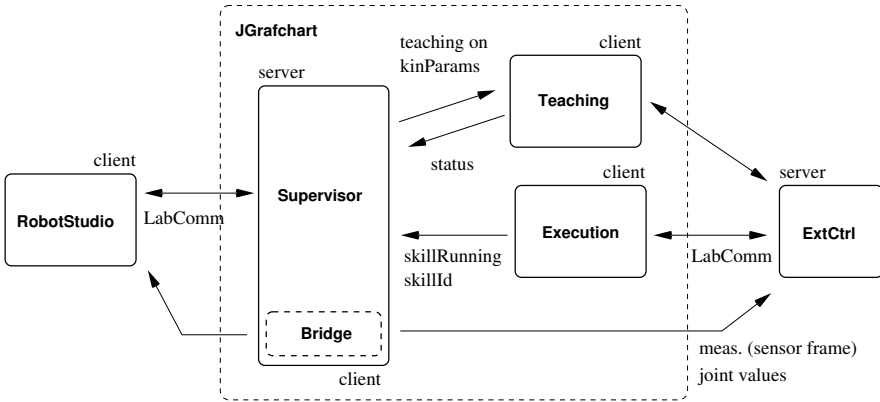 JGrafchart
teaching on
kinParams
client
server
Teaching
client
status
client
server
RobotStudio
LabComm
Supervisor
Execution
ExtCtrl
skillRunning
skillId
LabComm
Bridge
client
meas. (sensor frame)
joint values